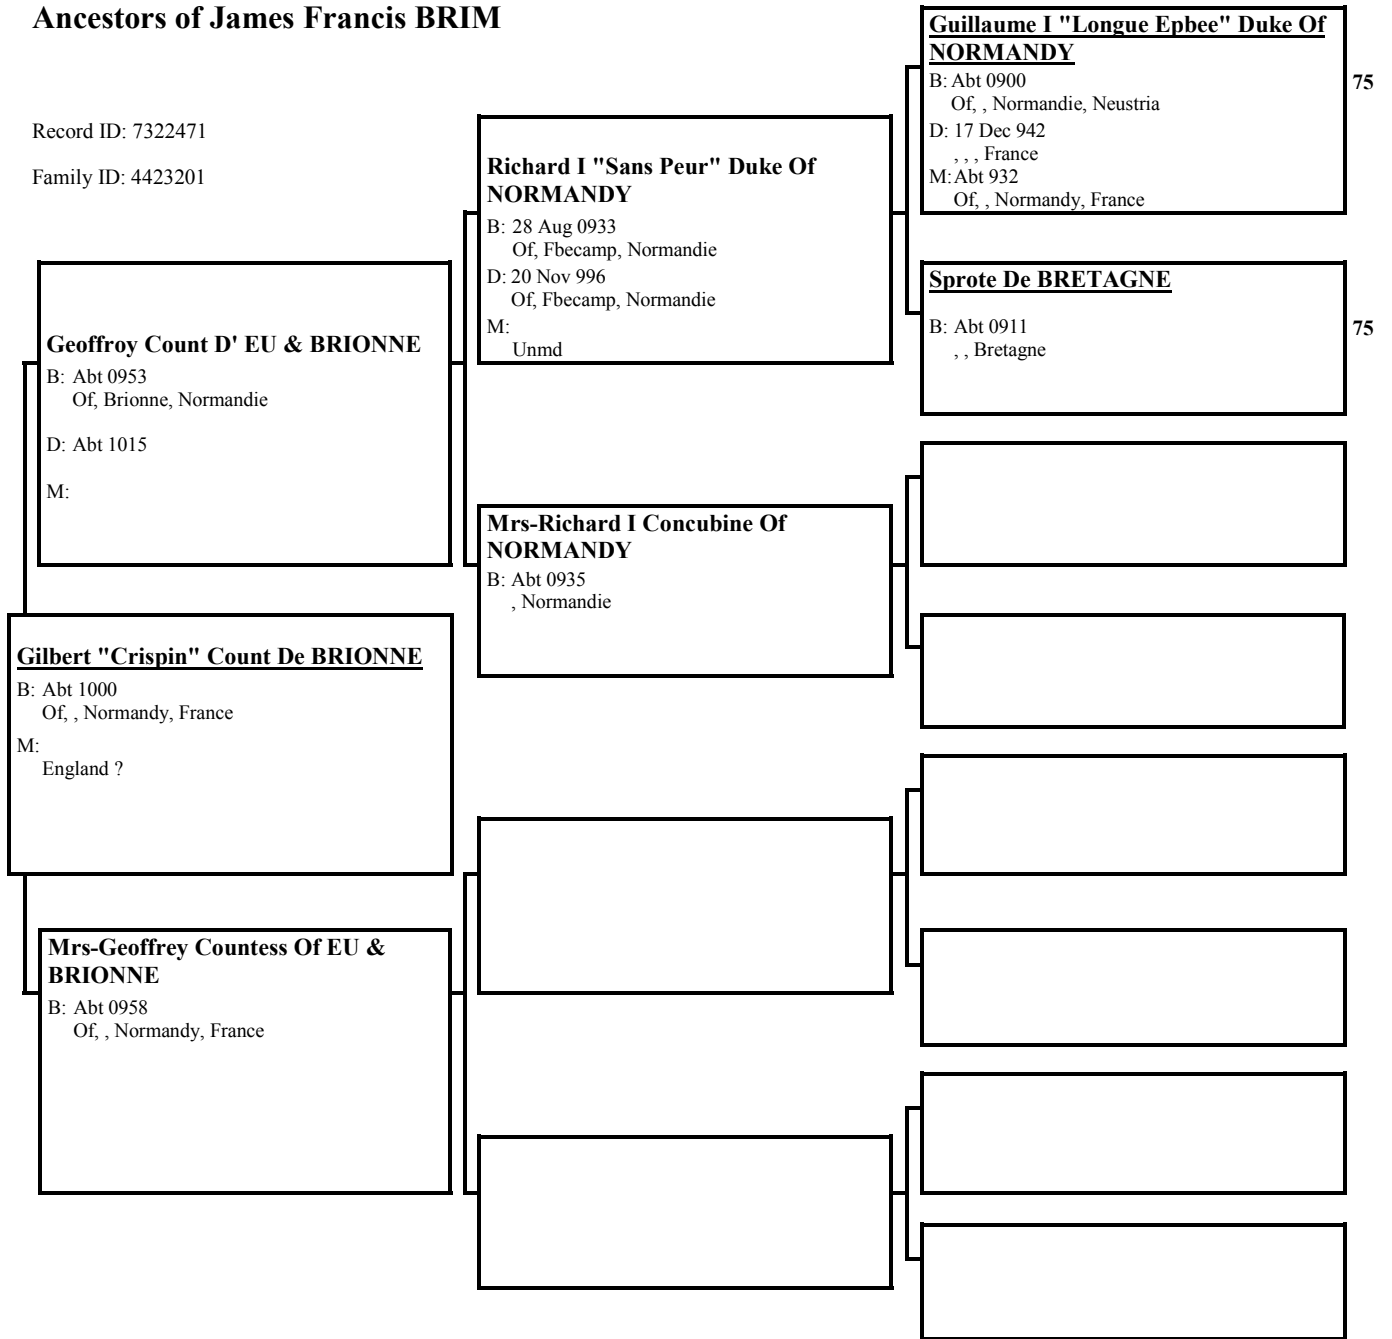 Ancestors of James Francis BRIM
Record ID: 7322471
Family ID: 4423201
Guillaume I "Longue Epbee" Duke Of
NORMANDY
B: Abt 0900
Of, , Normandie, Neustria
D: 17 Dec 942
, , , France
M: Abt 932
Of, , Normandy, France
75
Richard I "Sans Peur" Duke Of
NORMANDY
B: 28 Aug 0933
Of, Fbecamp, Normandie
D: 20 Nov 996
Of, Fbecamp, Normandie
M:
Unmd
Sprote De BRETAGNE
B: Abt 0911
, , Bretagne
75
Geoffroy Count D' EU & BRIONNE
B: Abt 0953
Of, Brionne, Normandie
D: Abt 1015
M:
Mrs-Richard I Concubine Of
NORMANDY
B: Abt 0935
, Normandie
Gilbert "Crispin" Count De BRIONNE
B: Abt 1000
Of, , Normandy, France
M:
England ?
Mrs-Geoffrey Countess Of EU &
BRIONNE
B: Abt 0958
Of, , Normandy, France